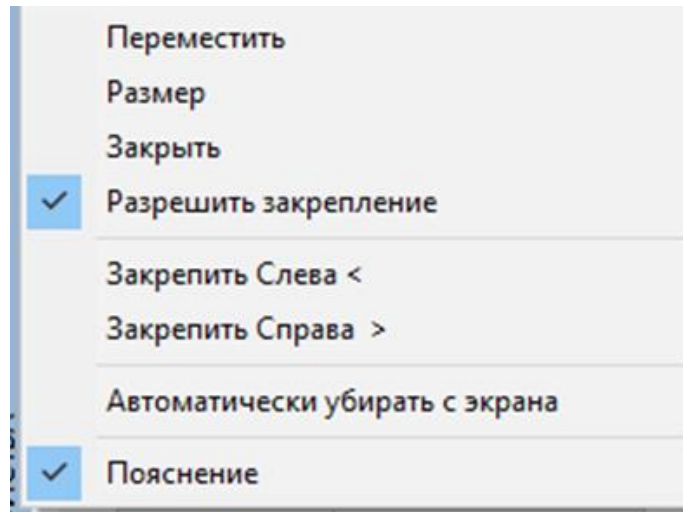 Переместить
Размер
Закрыть
Разрешить закрепление
Закрепить Слева <
Закрепить Справа >
Автоматически убирать с экрана
Пояснение